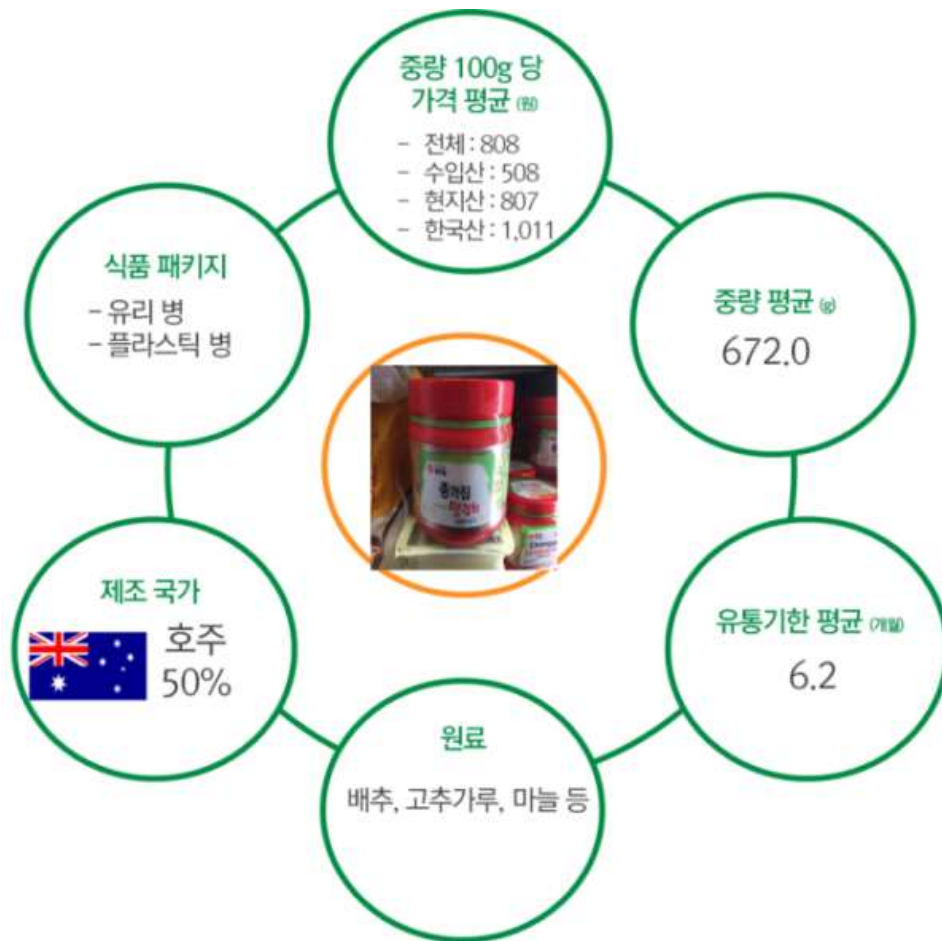 중량 100g 당
가격 평균 (원)
- 전체 : 808
- 수입산 : 508
- 현지산 : 807
- 한국산 : 1,011
식품 패키지
- 유리 병
- 플라스틱 병
중량 평균 (g)
672.0
종가집
제조 국가
호주
50%
유통기한 평균 (개월)
6.2
원료
배추, 고추가루, 마늘 등